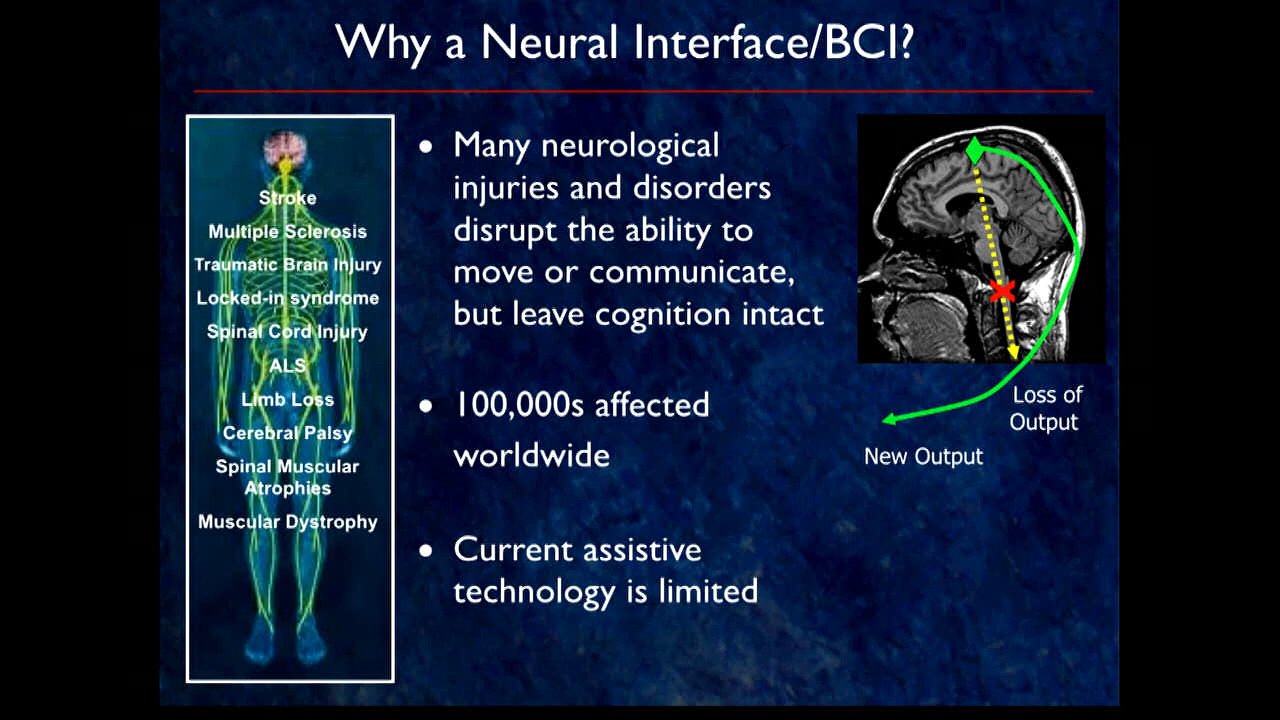 Why a Neural Interface/BCI?
Stroke
Multiple Sclerosis
Traumatic Brain Injury
Locked-in syndrome
Spinal Cord Injury
ALS
Limb Loss
Cerebral Palsy
Spinal Muscular
Atrophies
Muscular Dystrophy
• Many neurological
injuries and disorders
disrupt the ability to
move or communicate,
but leave cognition intact
• 100,000s affected
worldwide
• Current assistive
technology is limited
Loss of
Output
New Output